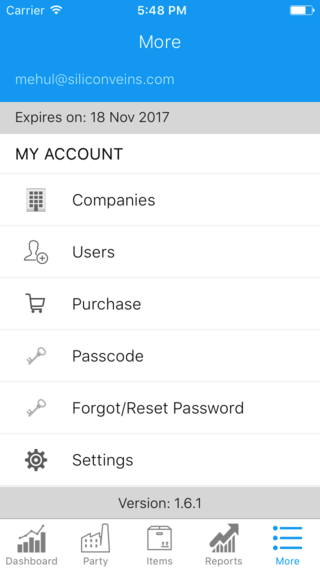 Carrier 5:48 PM
More
mehul@siliconveins.com
Expires on: 18 Nov 2017
MY ACCOUNT
Companies
Users
Purchase
Passcode
Forgot/Reset Password
Settings
Version: 1.6.1
Dashboard Party Items Reports More